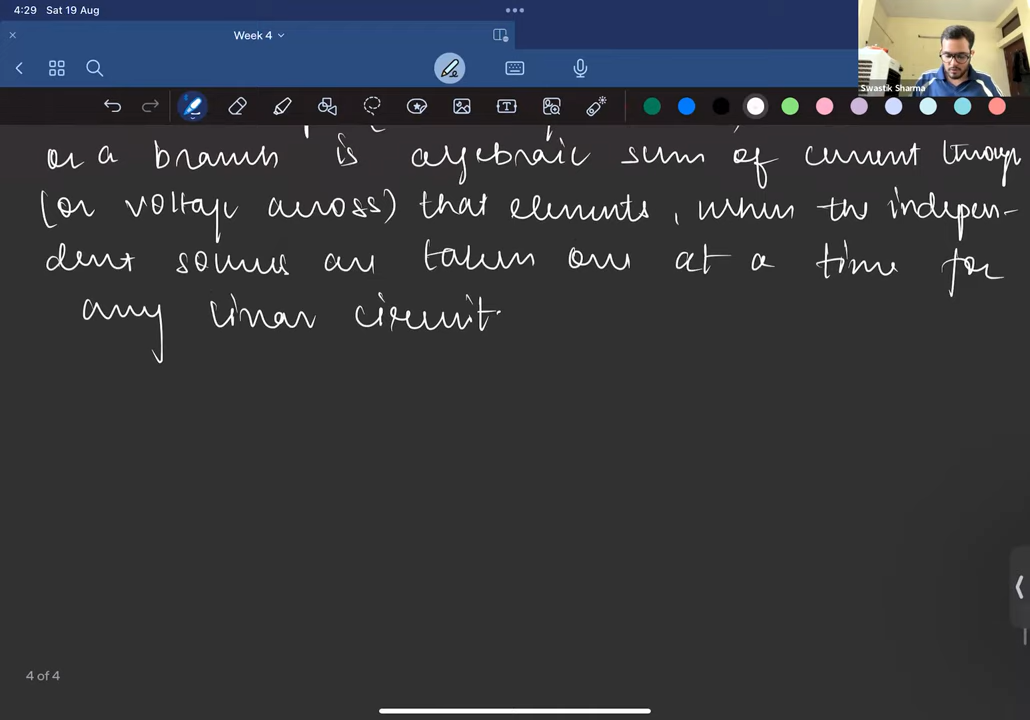 4:29 Sat 19 Aug
Week 4
Swastik Sharma
or a branch is algebraic sum of current through
(or voltage across) that elements, when the indepen-
dent sources are taken one at a time for
any linear circuit.
4 of 4